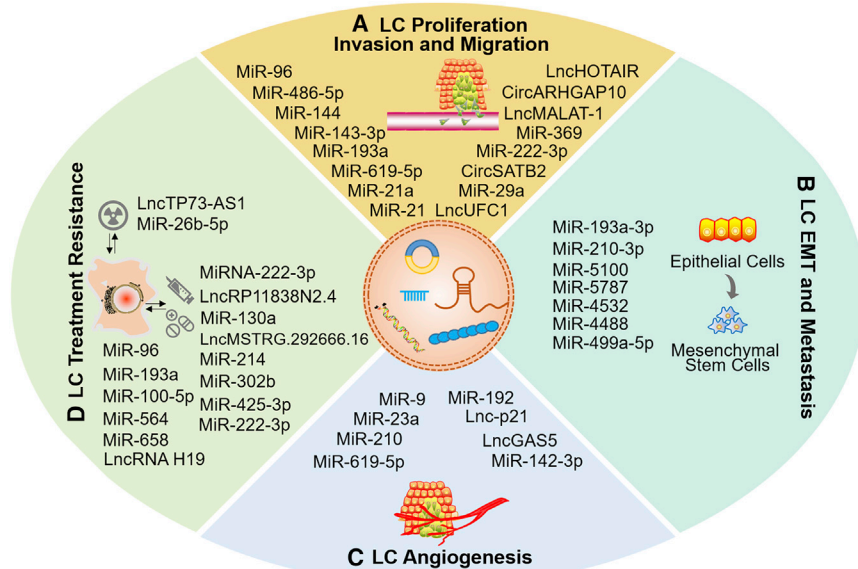 A LC Proliferation
Invasion and Migration
MiR-96
MiR-486-5p
MiR-144
MiR-143-3p
MiR-193a
MiR-619-5p
MiR-21a
MiR-21
LncHOTAIR
CircARHGAP10
LncMALAT-1
MiR-369
MiR-222-3p
CircSATB2
MiR-29a
LncUFC1
B LC EMT and Metastasis
MiR-193a-3p
MiR-210-3p
MiR-5100
MiR-5787
MiR-4532
MiR-4488
MiR-499a-5p
Epithelial Cells
Mesenchymal
Stem Cells
C LC Angiogenesis
MiR-9
MiR-23a
MiR-210
MiR-619-5p
MiR-192
Lnc-p21
LncGAS5
MiR-142-3p
D LC Treatment Resistance
LncTP73-AS1
MiR-26b-5p
MiRNA-222-3p
LncRP11838N2.4
MiR-130a
LncMSTRG.292666.16
MiR-214
MiR-302b
MiR-425-3p
MiR-222-3p
MiR-96
MiR-193a
MiR-100-5p
MiR-564
MiR-658
LncRNA H19